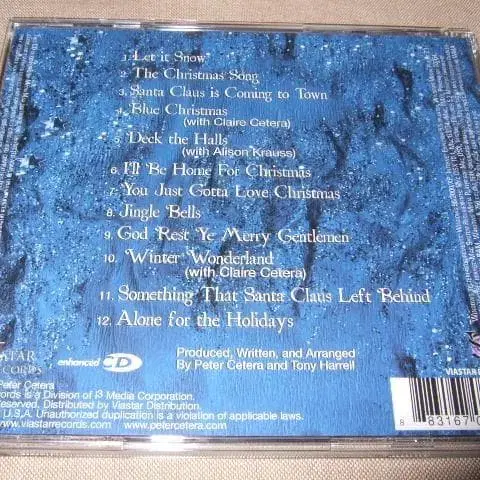 1. Let it Snow
2. The Christmas Song
3. Santa Claus is Coming to Town
4. Blue Christmas
(with Claire Cetera)
5. Deck the Halls
(with Alison Krauss)
6. I'll Be Home For Christmas
7. You Just Gotta Love Christmas
8. Jingle Bells
9. God Rest Ye Merry Gentlemen
10. Winter Wonderland
(with Claire Cetera)
11. Something That Santa Claus Left Behind
12. Alone for the Holidays
Produced, Written, and Arranged
By Peter Cetera and Tony Harrell
enhanced CD
Peter Cetera
is a Division of i3 Media Corporation.
Distributed by Viastar Distribution.
U.S.A. Unauthorized duplication is a violation of applicable laws.
www.viastarrecords.com www.petercetera.com
VIASTAR
8 83167